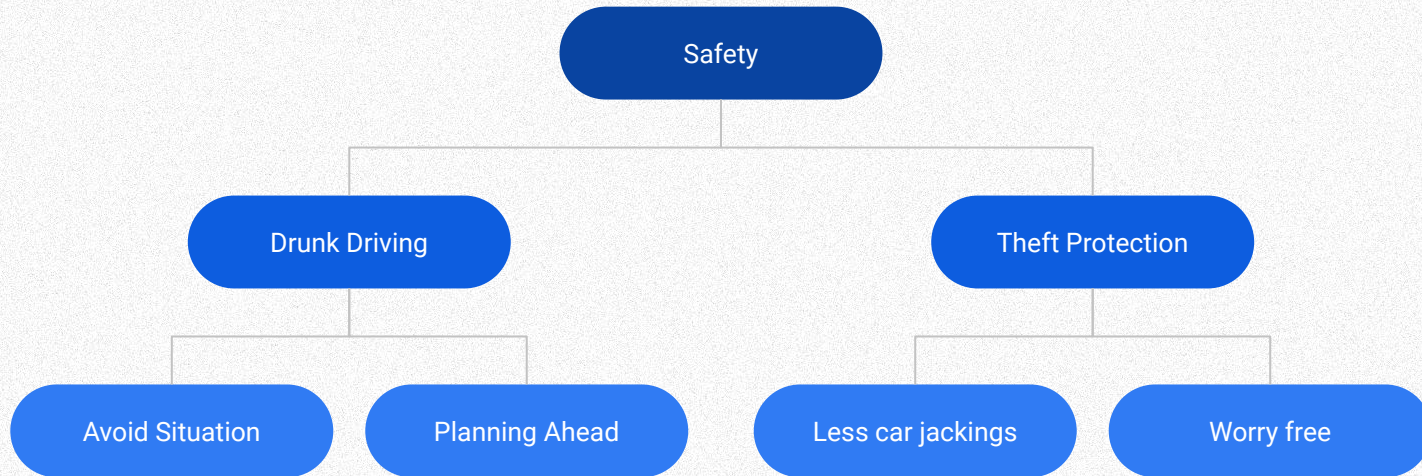 Safety
Drunk Driving
Theft Protection
Avoid Situation
Planning Ahead
Less car jackings
Worry free